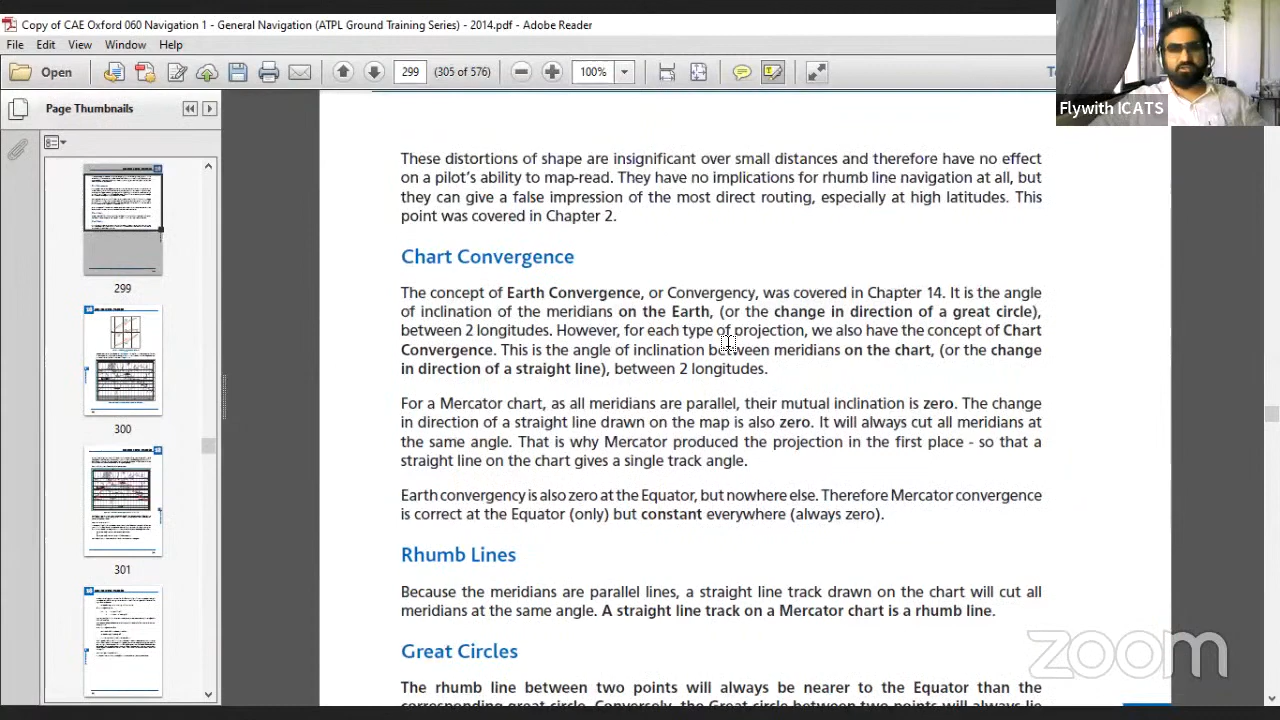 Copy of CAE Oxford 060 Navigation 1 - General Navigation (ATPL Ground Training Series) - 2014.pdf - Adobe Reader
File Edit View Window Help
Open 299 (305 of 576) 100%
Page Thumbnails
Flywith ICATS
299
300
301
These distortions of shape are insignificant over small distances and therefore have no effect
on a pilot's ability to map-read. They have no implications for rhumb line navigation at all, but
they can give a false impression of the most direct routing, especially at high latitudes. This
point was covered in Chapter 2.
Chart Convergence
The concept of Earth Convergence, or Convergency, was covered in Chapter 14. It is the angle
of inclination of the meridians on the Earth, (or the change in direction of a great circle),
between 2 longitudes. However, for each type of projection, we also have the concept of Chart
Convergence. This is the angle of inclination between meridians on the chart, (or the change
in direction of a straight line), between 2 longitudes.
For a Mercator chart, as all meridians are parallel, their mutual inclination is zero. The change
in direction of a straight line drawn on the map is also zero. It will always cut all meridians at
the same angle. That is why Mercator produced the projection in the first place - so that a
straight line on the chart gives a single track angle.
Earth convergency is also zero at the Equator, but nowhere else. Therefore Mercator convergence
is correct at the Equator (only) but constant everywhere (always zero).
Rhumb Lines
Because the meridians are parallel lines, a straight line track drawn on the chart will cut all
meridians at the same angle. A straight line track on a Mercator chart is a rhumb line.
Great Circles
The rhumb line between two points will always be nearer to the Equator than the
corresponding great circle. Conversely, the Great circle between two points will always lie
zoom